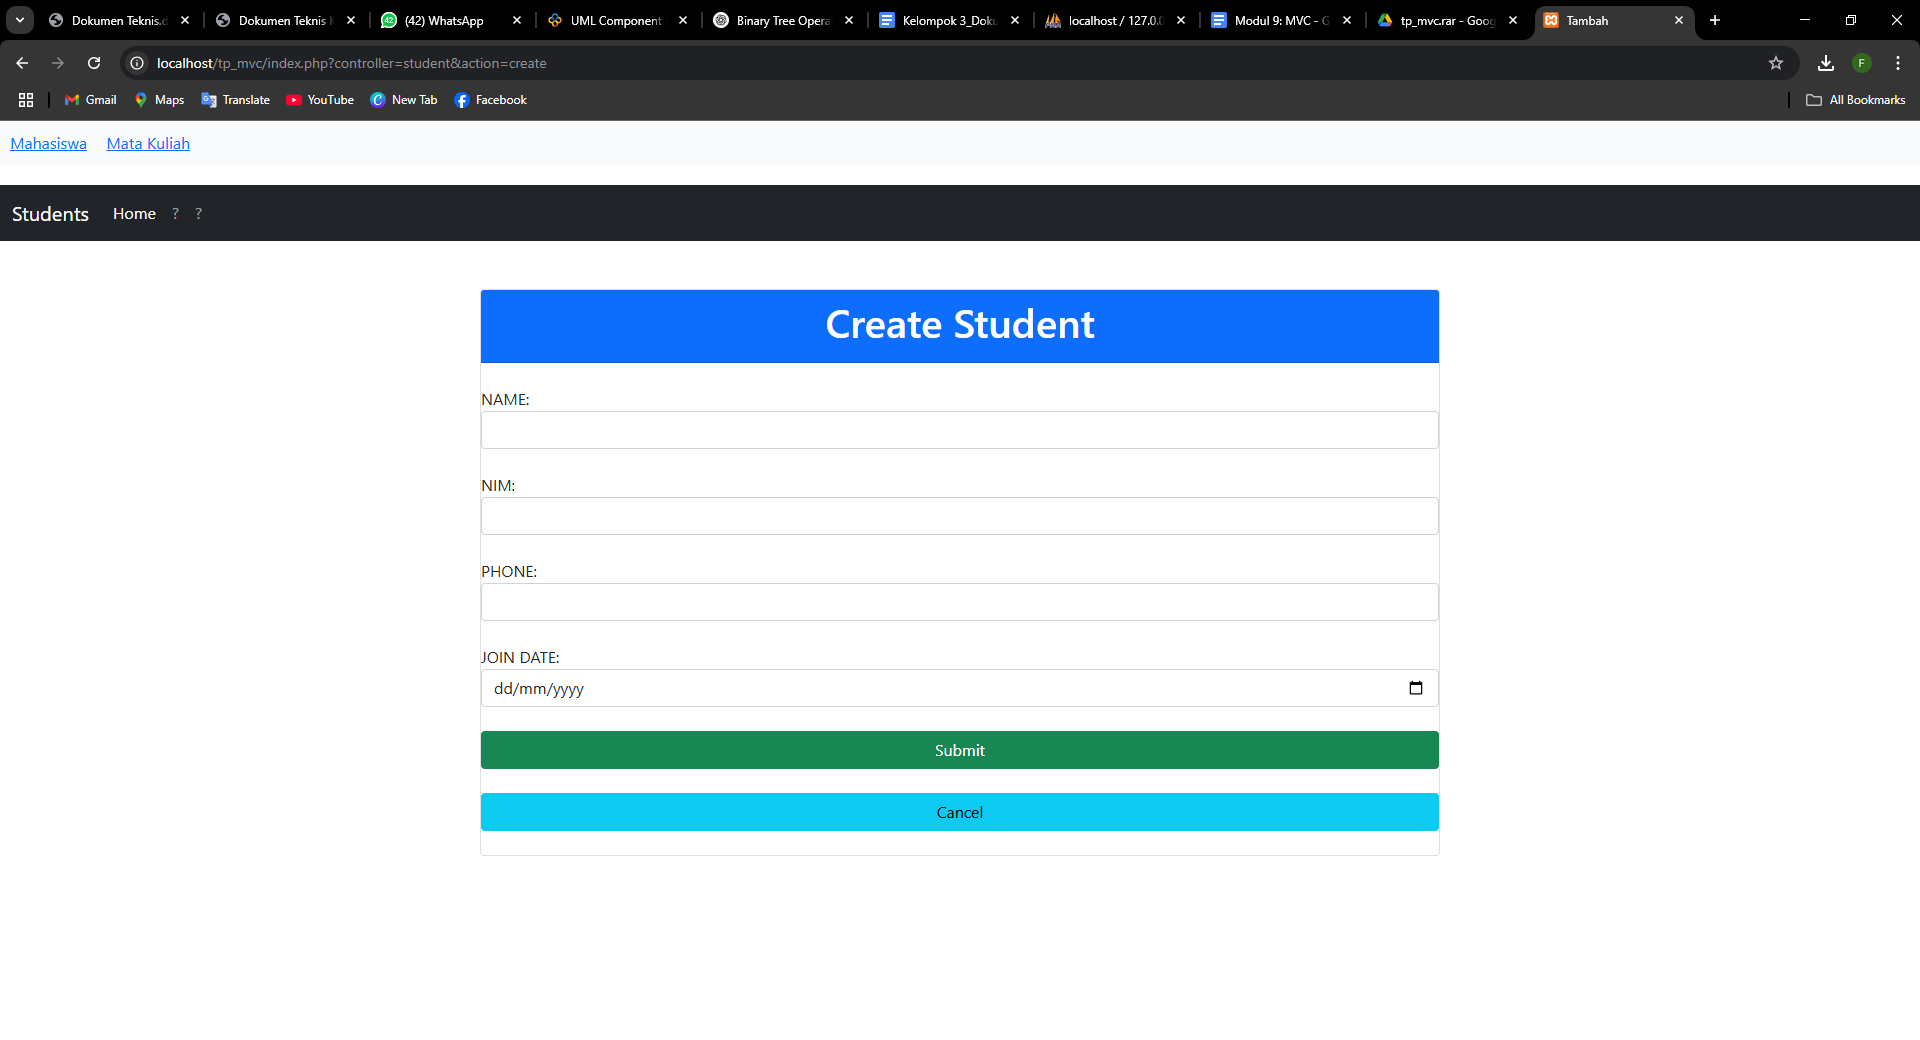 Dokumen Teknis.d
Dokumen Teknis
(42) WhatsApp
UML Component
Binary Tree Opera
Kelompok 3_Doku
localhost / 127.0.0
Modul 9: MVC - G
tp_mvc.rar - Goog
Tambah
localhost/tp_mvc/index.php?controller=student&action=create
F
Gmail
Maps
Translate
YouTube
New Tab
Facebook
All Bookmarks
Mahasiswa Mata Kuliah
Students Home ? ?
Create Student
NAME:
NIM:
PHONE:
JOIN DATE:
dd/mm/yyyy
Submit
Cancel